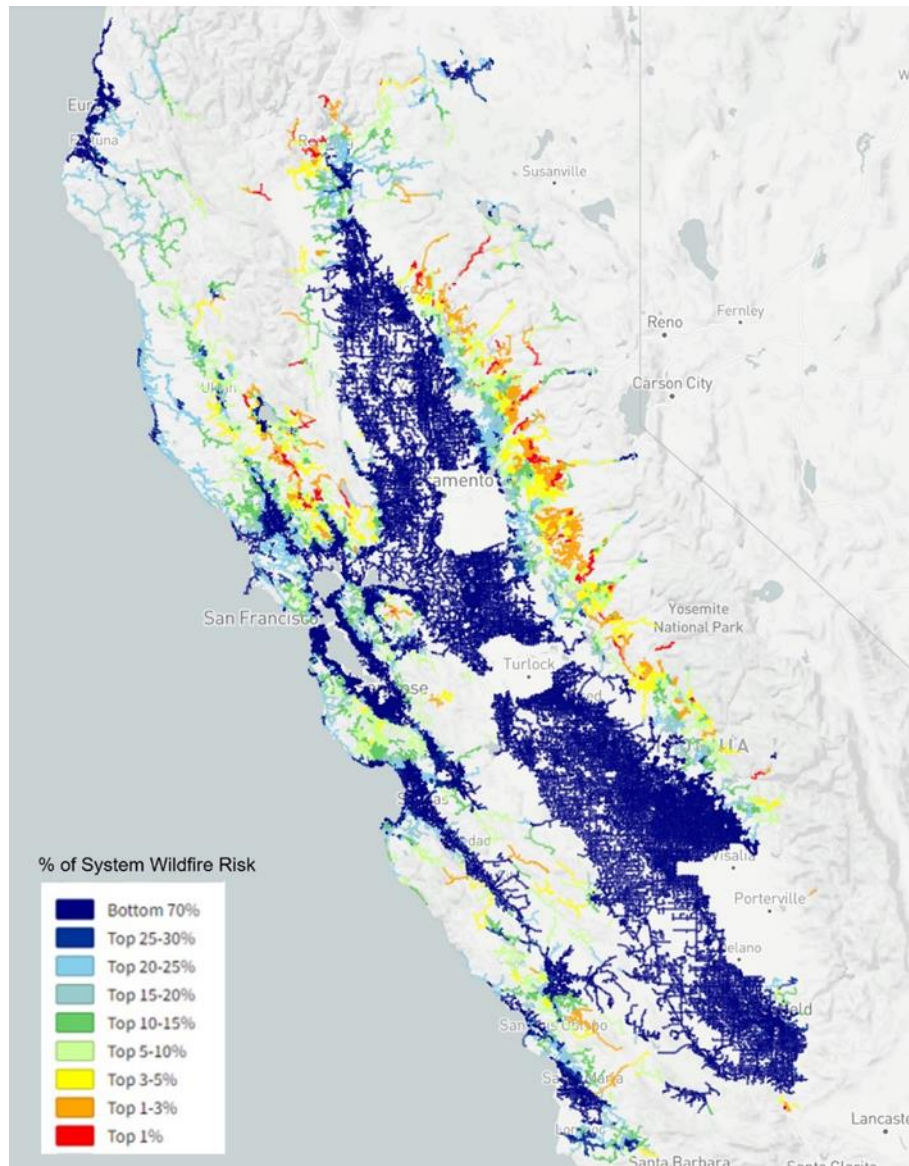 Susanville
Reno
Fernley
Carson City
Yosemite
National Park
San Francisco
Turlock
Visalia
Porterville
Lancaste
Santa Barbara
% of System Wildfire Risk
Bottom 70%
Top 25-30%
Top 20-25%
Top 15-20%
Top 10-15%
Top 5-10%
Top 3-5%
Top 1-3%
Top 1%